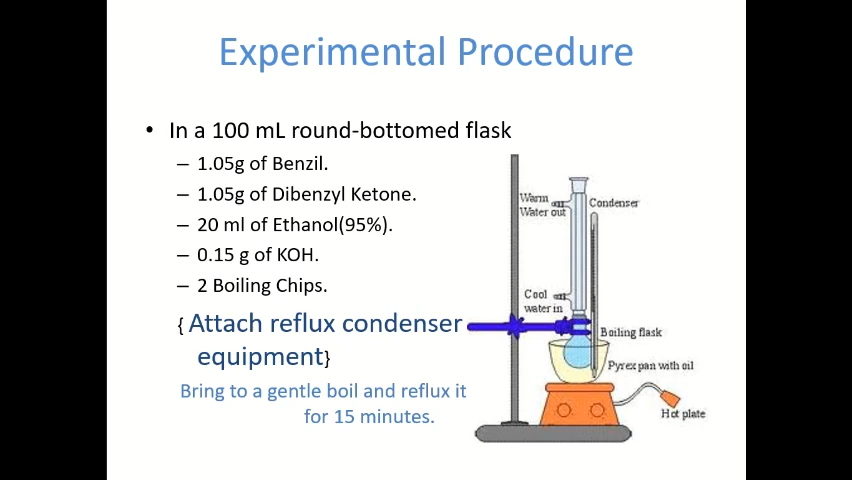 Experimental Procedure
• In a 100 mL round-bottomed flask
– 1.05g of Benzil.
– 1.05g of Dibenzyl Ketone.
– 20 ml of Ethanol(95%).
– 0.15 g of KOH.
– 2 Boiling Chips.
{ Attach reflux condenser
equipment}
Bring to a gentle boil and reflux it
for 15 minutes.
Warm
Water out
Condenser
Cool
water in
Boiling flask
Pyrex pan with oil
Hot plate